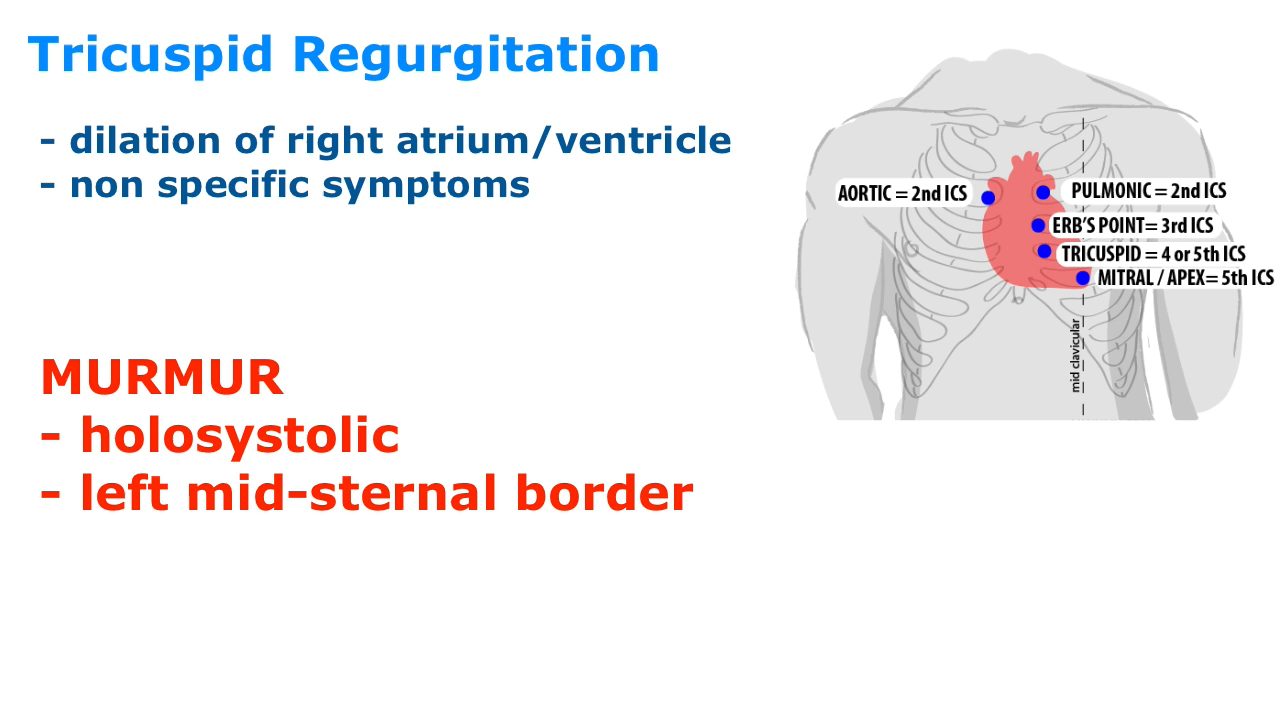 Tricuspid Regurgitation
- dilation of right atrium/ventricle
- non specific symptoms
MURMUR
- holosystolic
- left mid-sternal border
AORTIC = 2nd ICS
PULMONIC = 2nd ICS
ERB'S POINT= 3rd ICS
TRICUSPID = 4 or 5th ICS
MITRAL / APEX= 5th ICS
mid clavicular